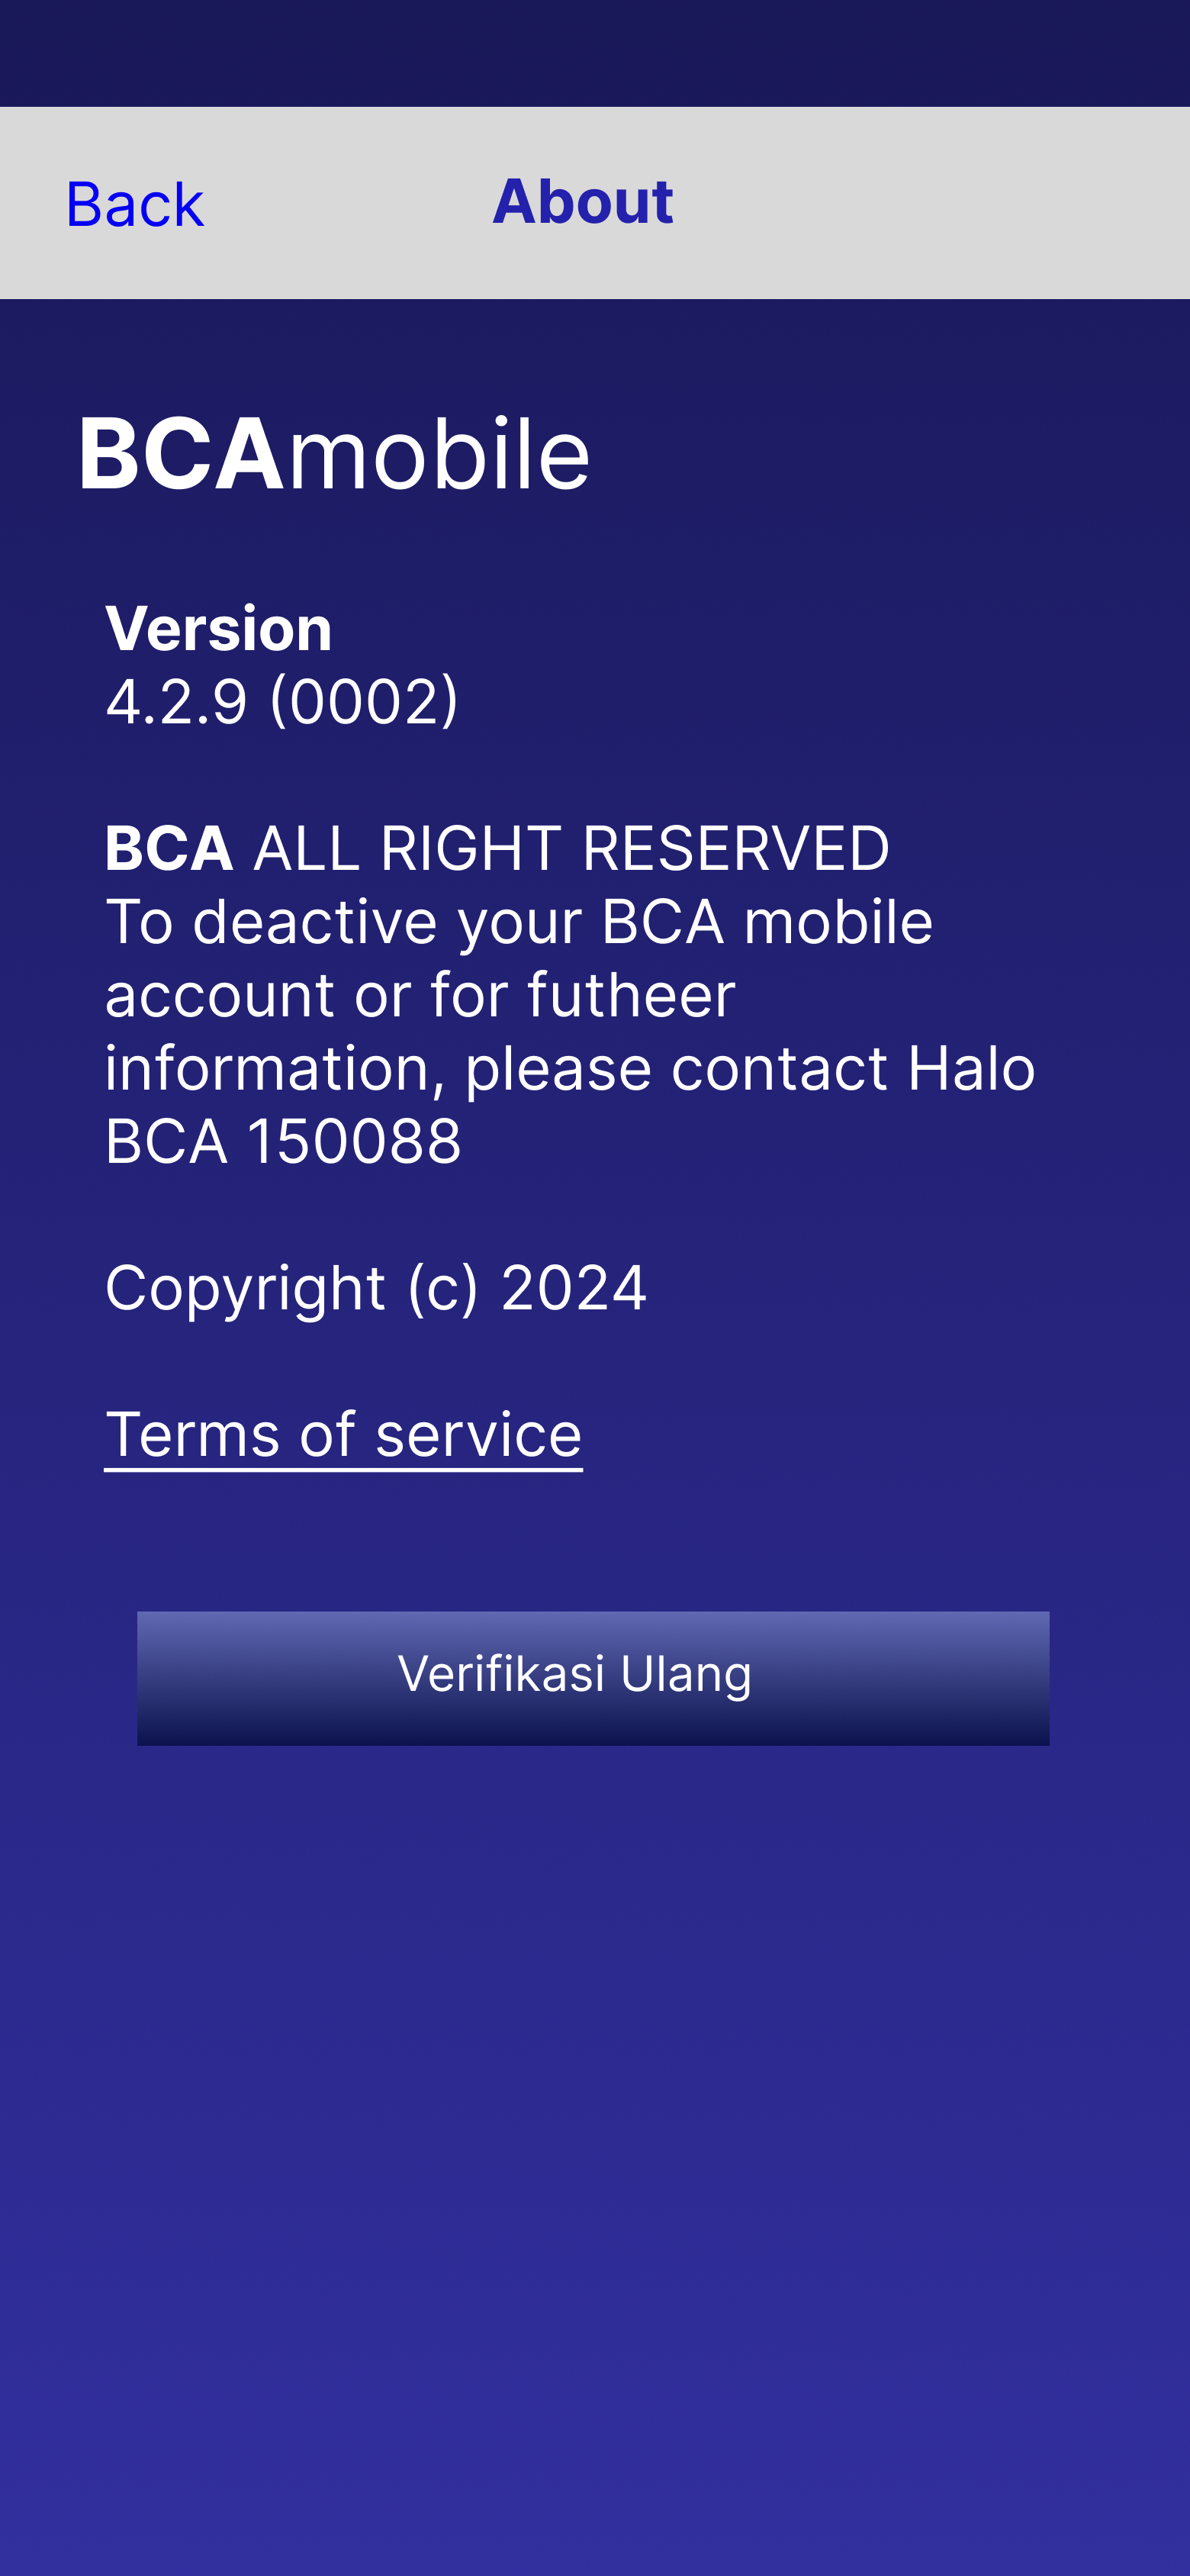 Back
About
BCAmobile
Version
4.2.9 (0002)
BCA ALL RIGHT RESERVED
To deactive your BCA mobile
account or for futheer
information, please contact Halo
BCA 150088
Copyright (c) 2024
Terms of service
Verifikasi Ulang